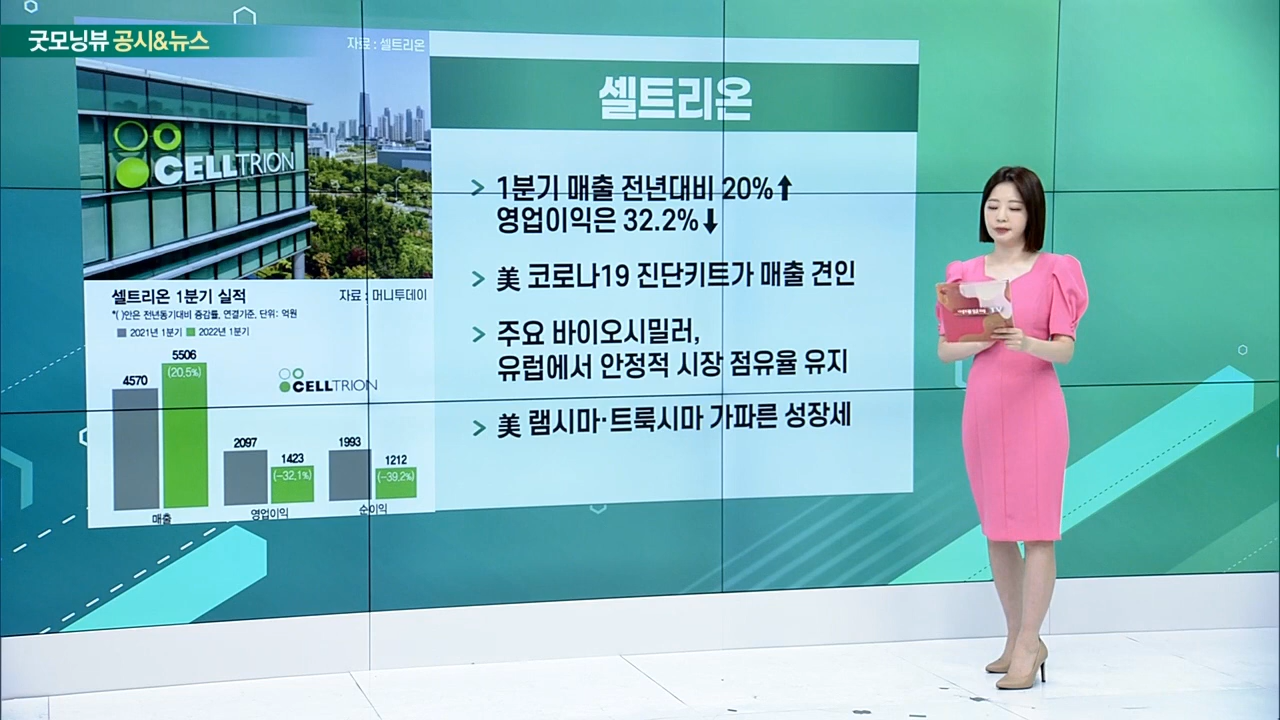 굿모닝뷰 공시&뉴스
자료 : 셀트리온
CELLTRION
셀트리온
1분기 매출 전년대비 20%↑
영업이익은 32.2%↓
美 코로나19 진단키트가 매출 견인
주요 바이오시밀러,
유럽에서 안정적 시장 점유율 유지
美 램시마·트룩시마 가파른 성장세
셀트리온 1분기 실적
자료 : 머니투데이
*( )안은 전년동기대비 증감률, 연결기준, 단위: 억원
2021년 1분기 2022년 1분기
CELLTRION
4570 5506 (20.5%)
2097 1423 (-32.1%)
1993 1212 (-39.2%)
매출 영업이익 순이익